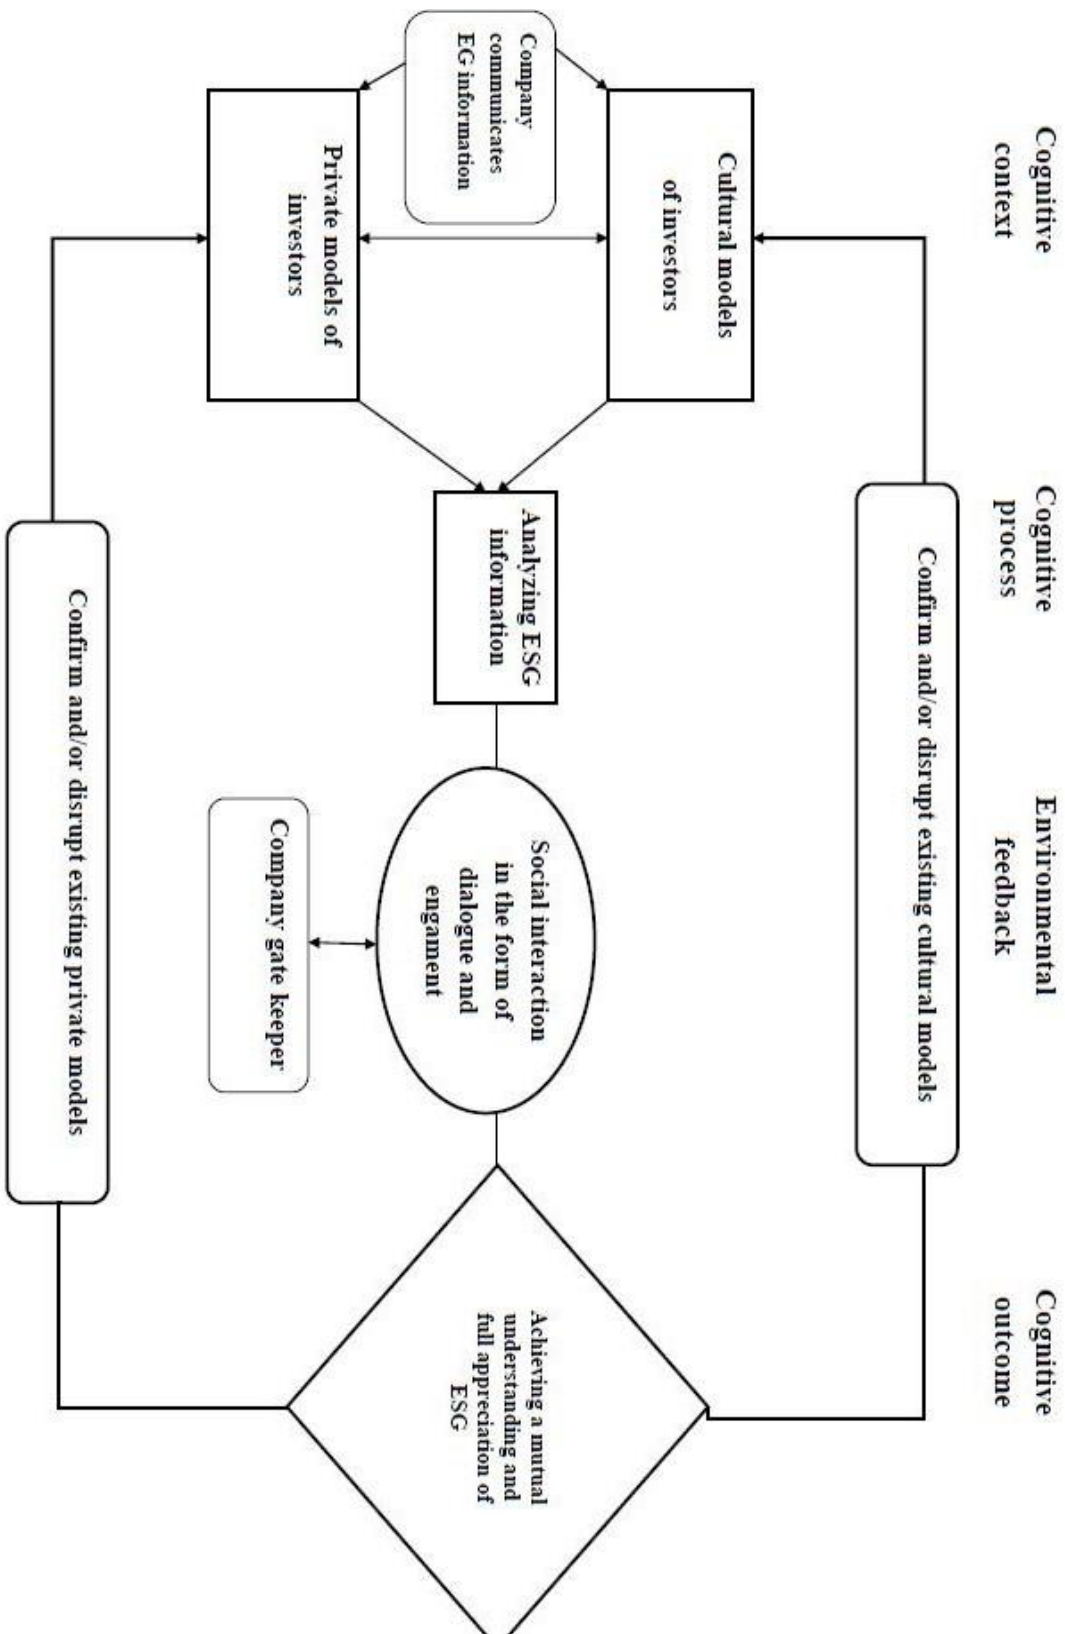 Cognitive
context
Cognitive
process
Environmental
feedback
Cognitive
outcome
Confirm and/or disrupt existing cultural models
Cultural models
of investors
Company
communicates
EG information
Private models of
investors
Analyzing ESG
information
Social interaction
in the form of
dialogue and
engament
Company gate keeper
Achieving a mutual
understanding and
full appreciation of
ESG
Confirm and/or disrupt existing private models